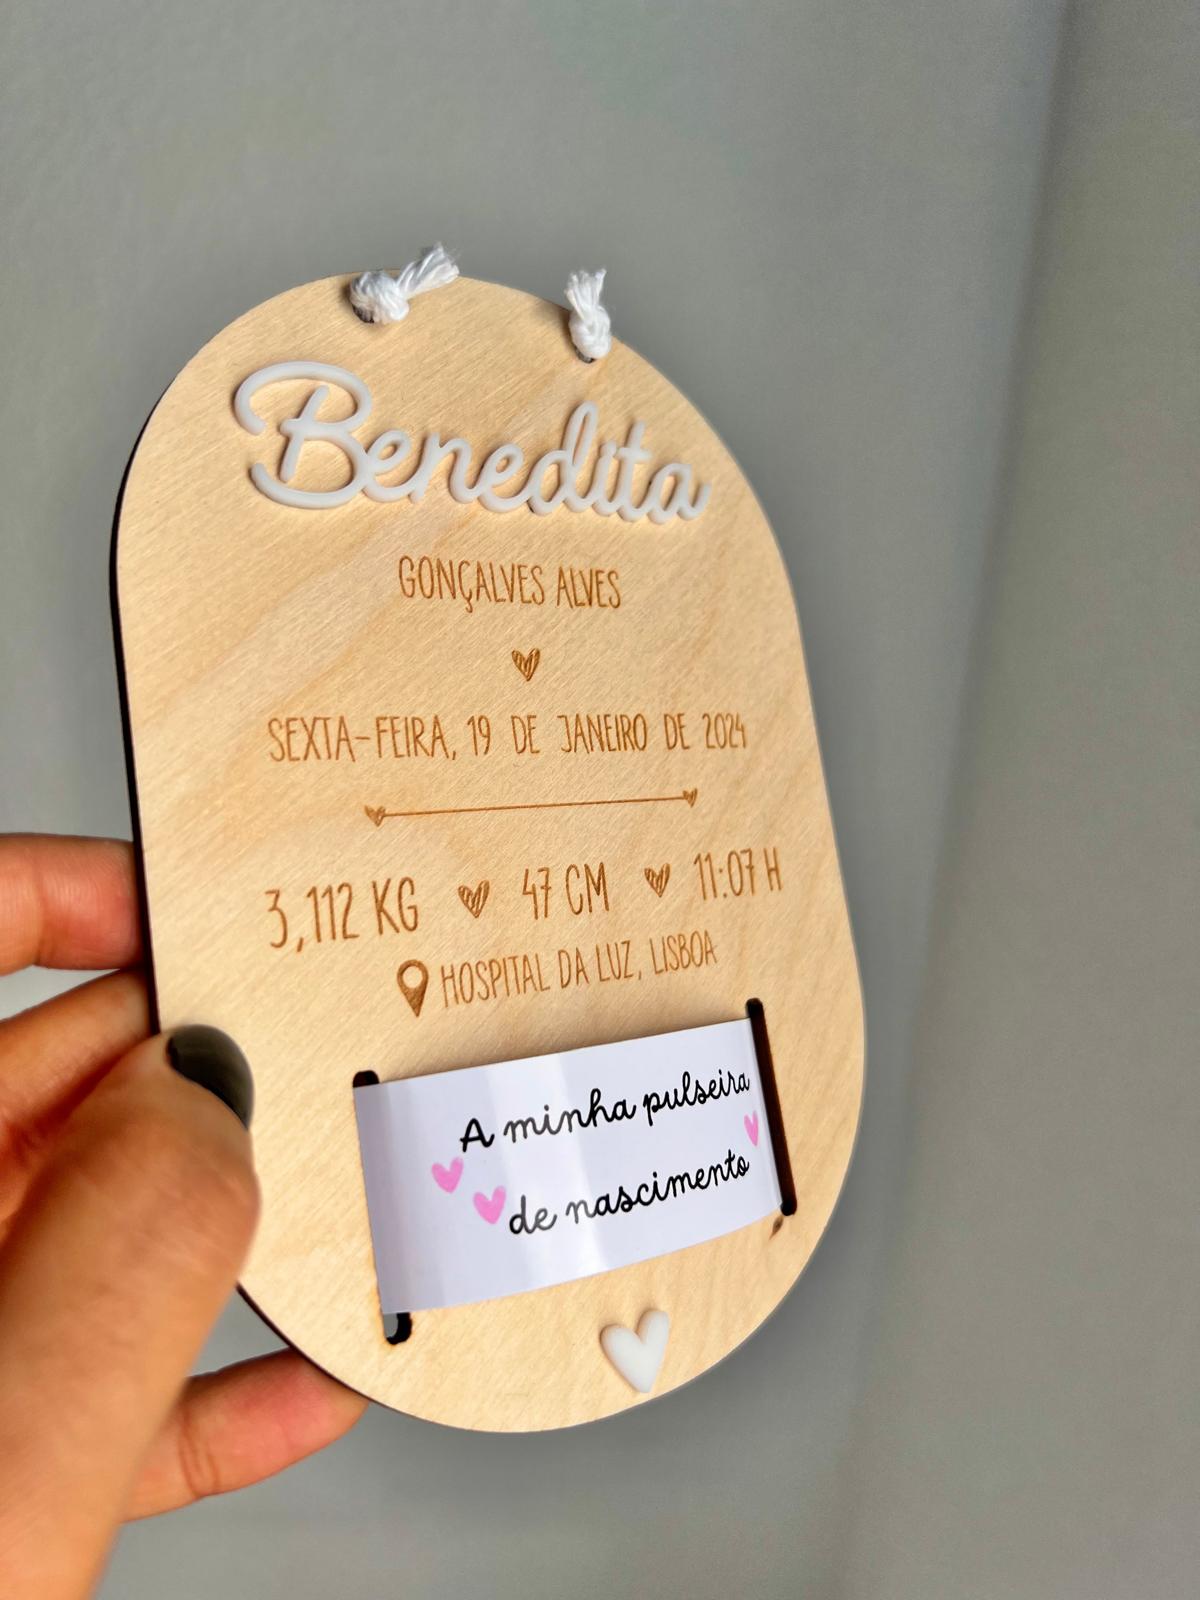 Benedita
GONÇALVES ALVES
SEXTA-FEIRA, 19 DE JANEIRO DE 2024
3,112 KG 47 CM 11:07 H
HOSPITAL DA LUZ, LISBOA
A minha pulseira
de nascimento